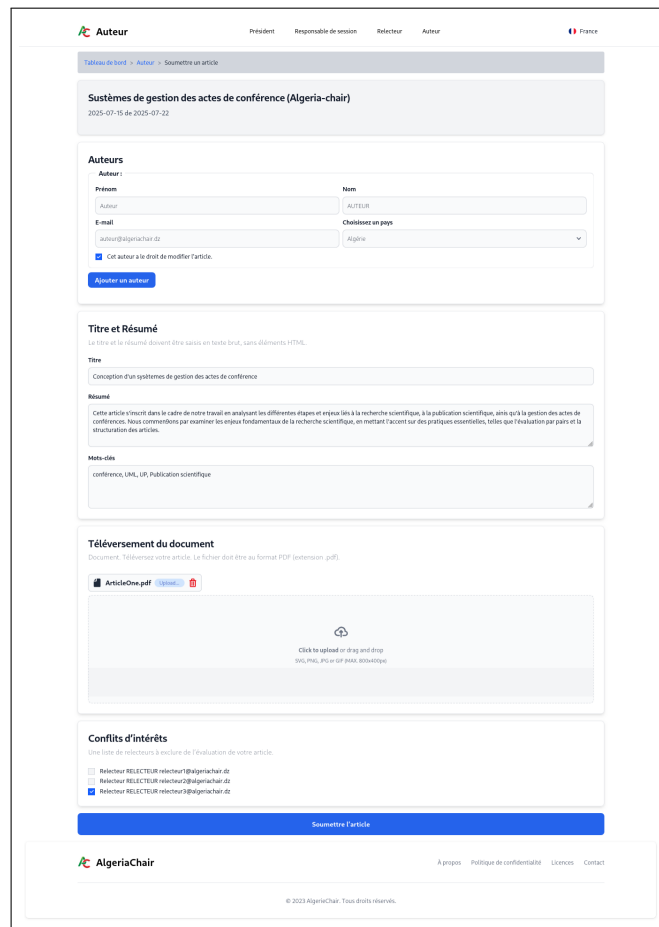 Auteur
Président Responsable de session Relecteur Auteur
France
Tableau de bord > Auteur > Soumettre un article
Sustèmes de gestion des actes de conférence (Algeria-chair)
2025-07-15 de 2025-07-22
Auteurs
Auteur :
Prénom Nom
Auteur AUTEUR
E-mail Choisissez un pays
auteur@algeriachair.dz Algérie
Cet auteur a le droit de modifier l'article.
Ajouter un auteur
Titre et Résumé
Le titre et le résumé doivent être saisis en texte brut, sans éléments HTML.
Titre
Conception d'un sysètemes de gestion des actes de conférence
Résumé
Cette article s'inscrit dans le cadre de notre travail en analysant les différentes étapes et enjeux liés à la recherche scientifique, à la publication scientifique, ainis qu'à la gestion des actes de
conférences. Nous commen9ons par examiner les enjeux fondamentaux de la recherche scientifique, en mettant l'accent sur des pratiques essentielles, telles que l'évaluation par pairs et la
structuration des articles.
Mots-clés
conférence, UML, UP, Publication scientifique
Téléversement du document
Document. Téléversez votre article. Le fichier doit être au format PDF (extension .pdf).
ArticleOne.pdf Upload..
Click to upload or drag and drop
SVG, PNG, JPG or GIF (MAX. 800x400px)
Conflits d'intérêts
Une liste de relecteurs à exclure de l'évaluation de votre article.
Relecteur RELECTEUR relecteur1@algeriachair.dz
Relecteur RELECTEUR relecteur2@algeriachair.dz
Relecteur RELECTEUR relecteur3@algeriachair.dz
Soumettre l'article
AlgeriaChair
À propos Politique de confidentialité Licences Contact
© 2023 AlgerieChair. Tous droits réservés.